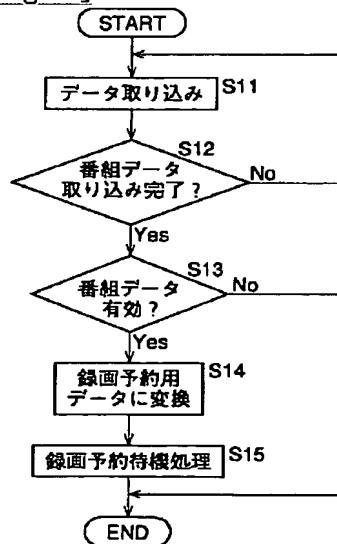 START
データ取り込み
S11
S12
番組データ
取り込み完了？
No
Yes
S13
番組データ
有効？
No
Yes
S14
録画予約用
データに変換
録画予約待機処理
S15
END